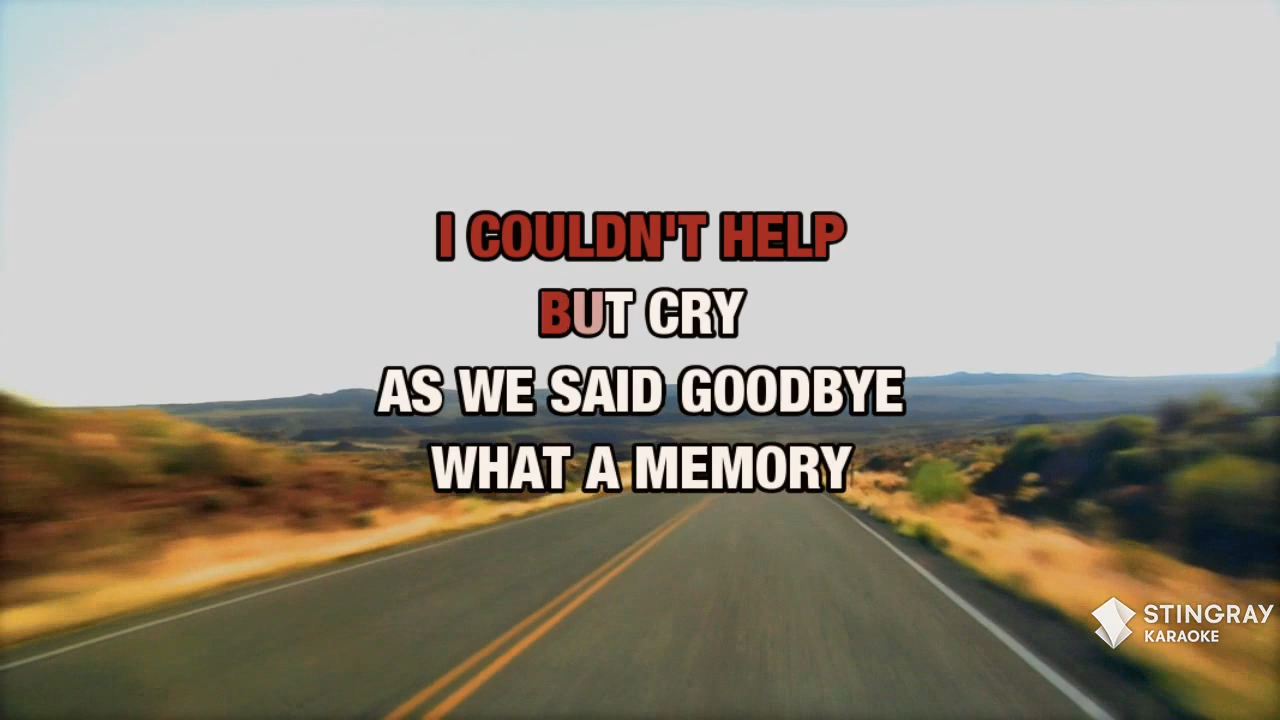 I COULDN'T HELP
BUT CRY
AS WE SAID GOODBYE
WHAT A MEMORY
STINGRAY
KARAOKE